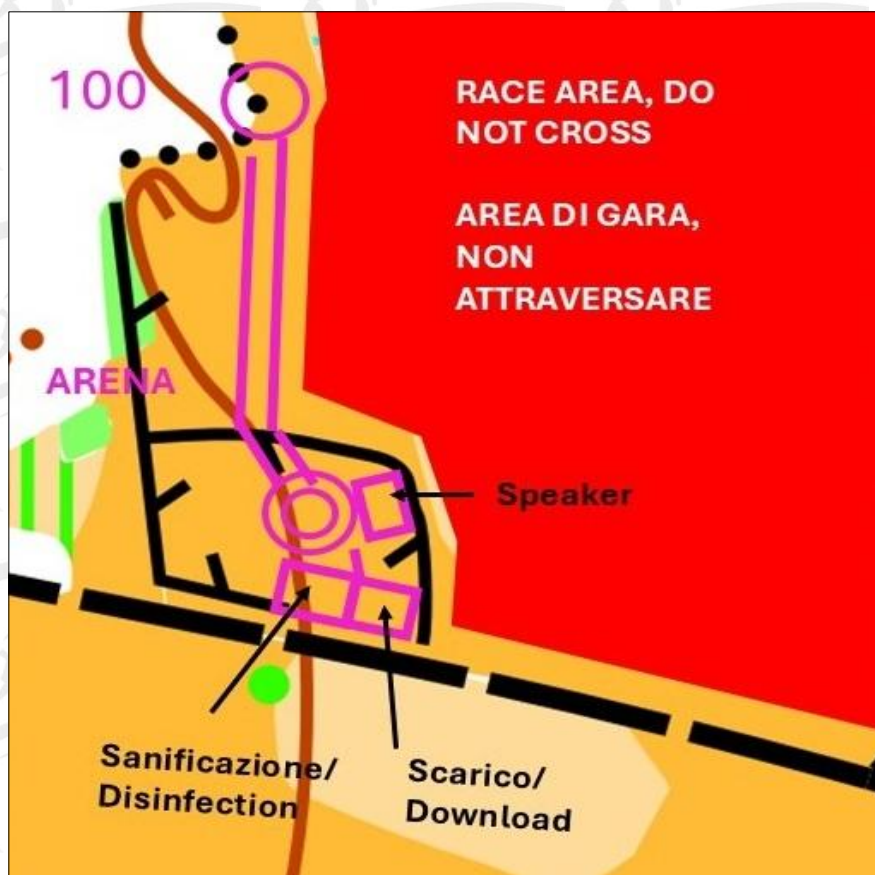 100
RACE AREA, DO
NOT CROSS
AREA DI GARA,
NON
ATTRAVERSARE
ARENA
Speaker
Sanificazione/
Disinfection
Scarico/
Download